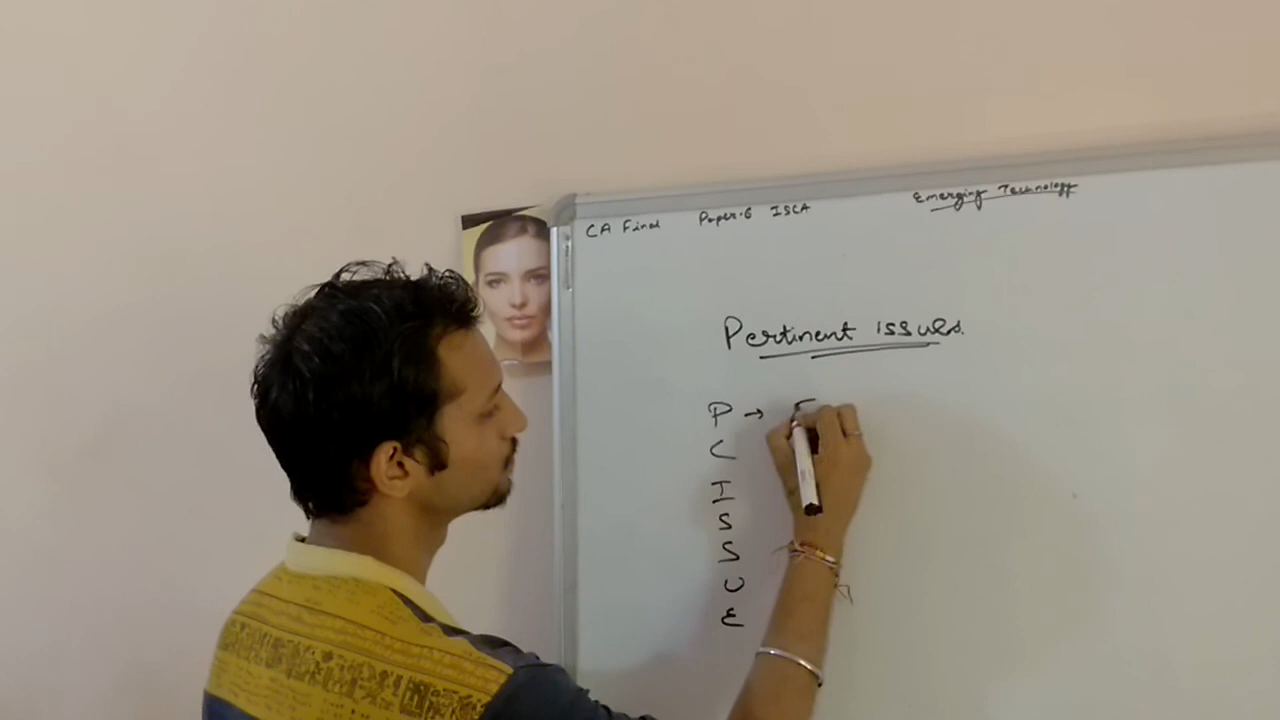 CA Final Paper-6 ISCA Emerging Technology
Pertinent issues.
P →
C
I
S
S
U
E